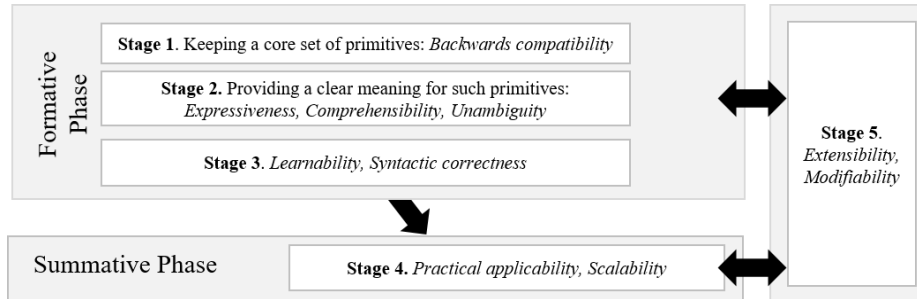 Formative
Phase
Stage 1. Keeping a core set of primitives: Backwards compatibility
Stage 2. Providing a clear meaning for such primitives:
Expressiveness, Comprehensibility, Unambiguity
Stage 3. Learnability, Syntactic correctness
Stage 5.
Extensibility,
Modifiability
Summative Phase
Stage 4. Practical applicability, Scalability